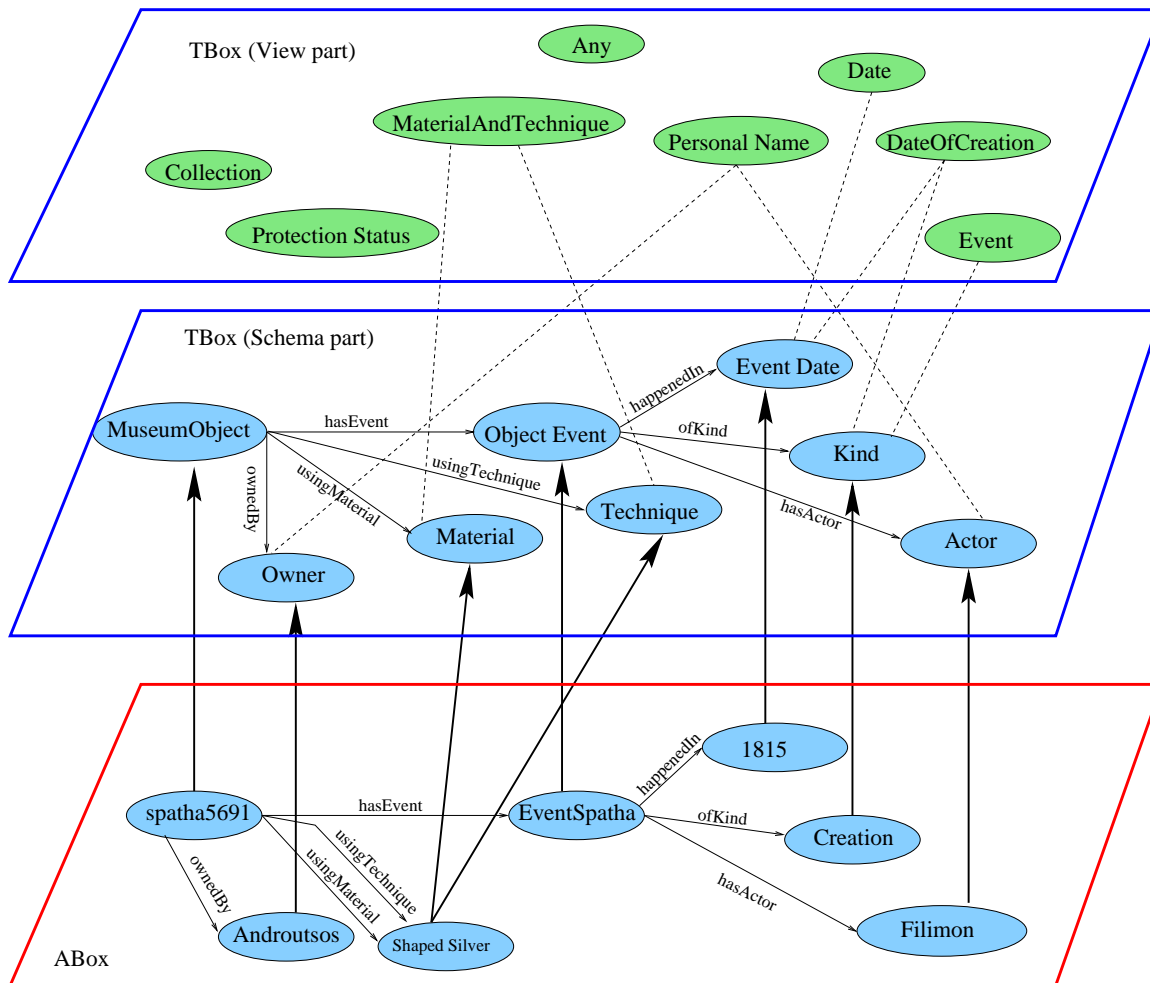 TBox (View part)
Any
Date
MaterialAndTechnique
Personal Name
DateOfCreation
Collection
Protection Status
Event
TBox (Schema part)
Event Date
happenedIn
MuseumObject
hasEvent
Object Event
ofKind
Kind
ownedBy
usingMaterial
usingTechnique
Technique
hasActor
Material
Actor
Owner
1815
happenedIn
spatha5691
hasEvent
EventSpatha
ofKind
Creation
ownedBy
usingTechnique
usingMaterial
hasActor
Androutsos
Shaped Silver
Filimon
ABox